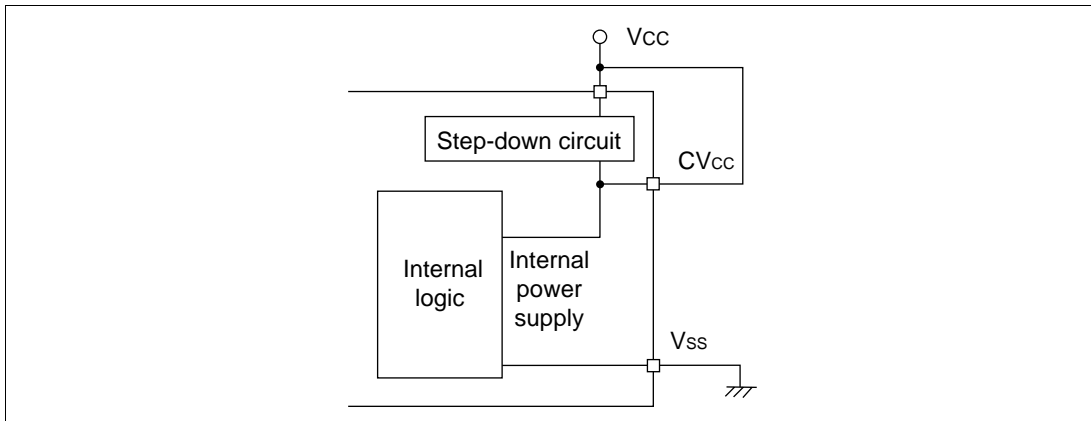 Vcc
Step-down circuit
CVcc
Internal
logic
Internal
power
supply
Vss